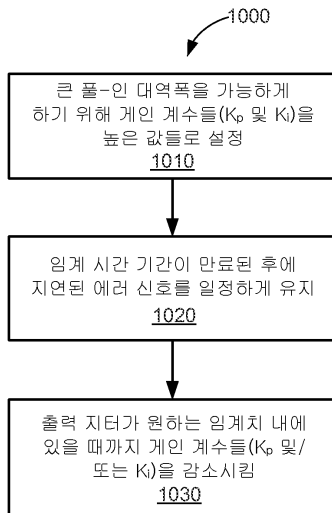 1000
큰 풀-인 대역폭을 가능하게
하기 위해 게인 계수들(Kp 및 Ki)을
높은 값들로 설정
1010
임계 시간 기간이 만료된 후에
지연된 에러 신호를 일정하게 유지
1020
출력 지터가 원하는 임계치 내에
있을 때까지 게인 계수들(Kp 및/
또는 Ki)을 감소시킴
1030